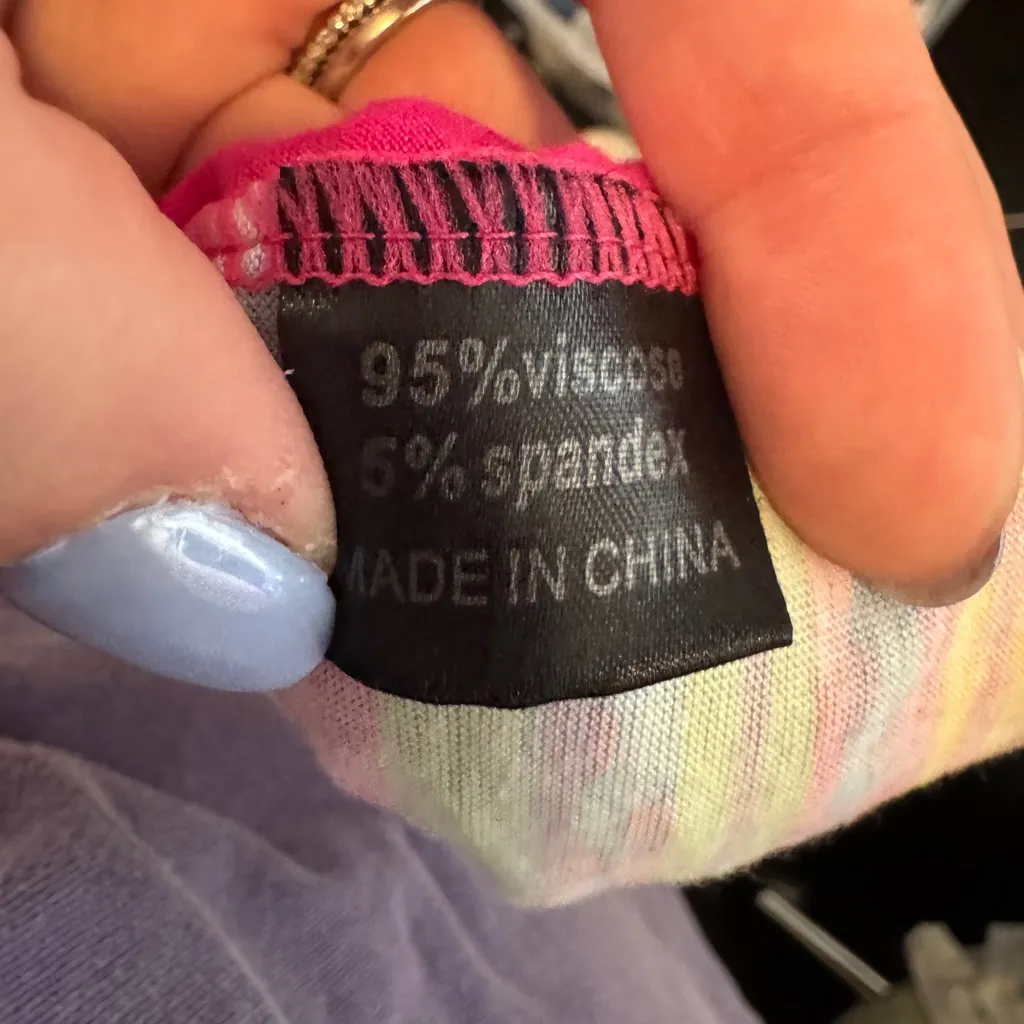 95%viscose
5% spandex
MADE IN CHINA